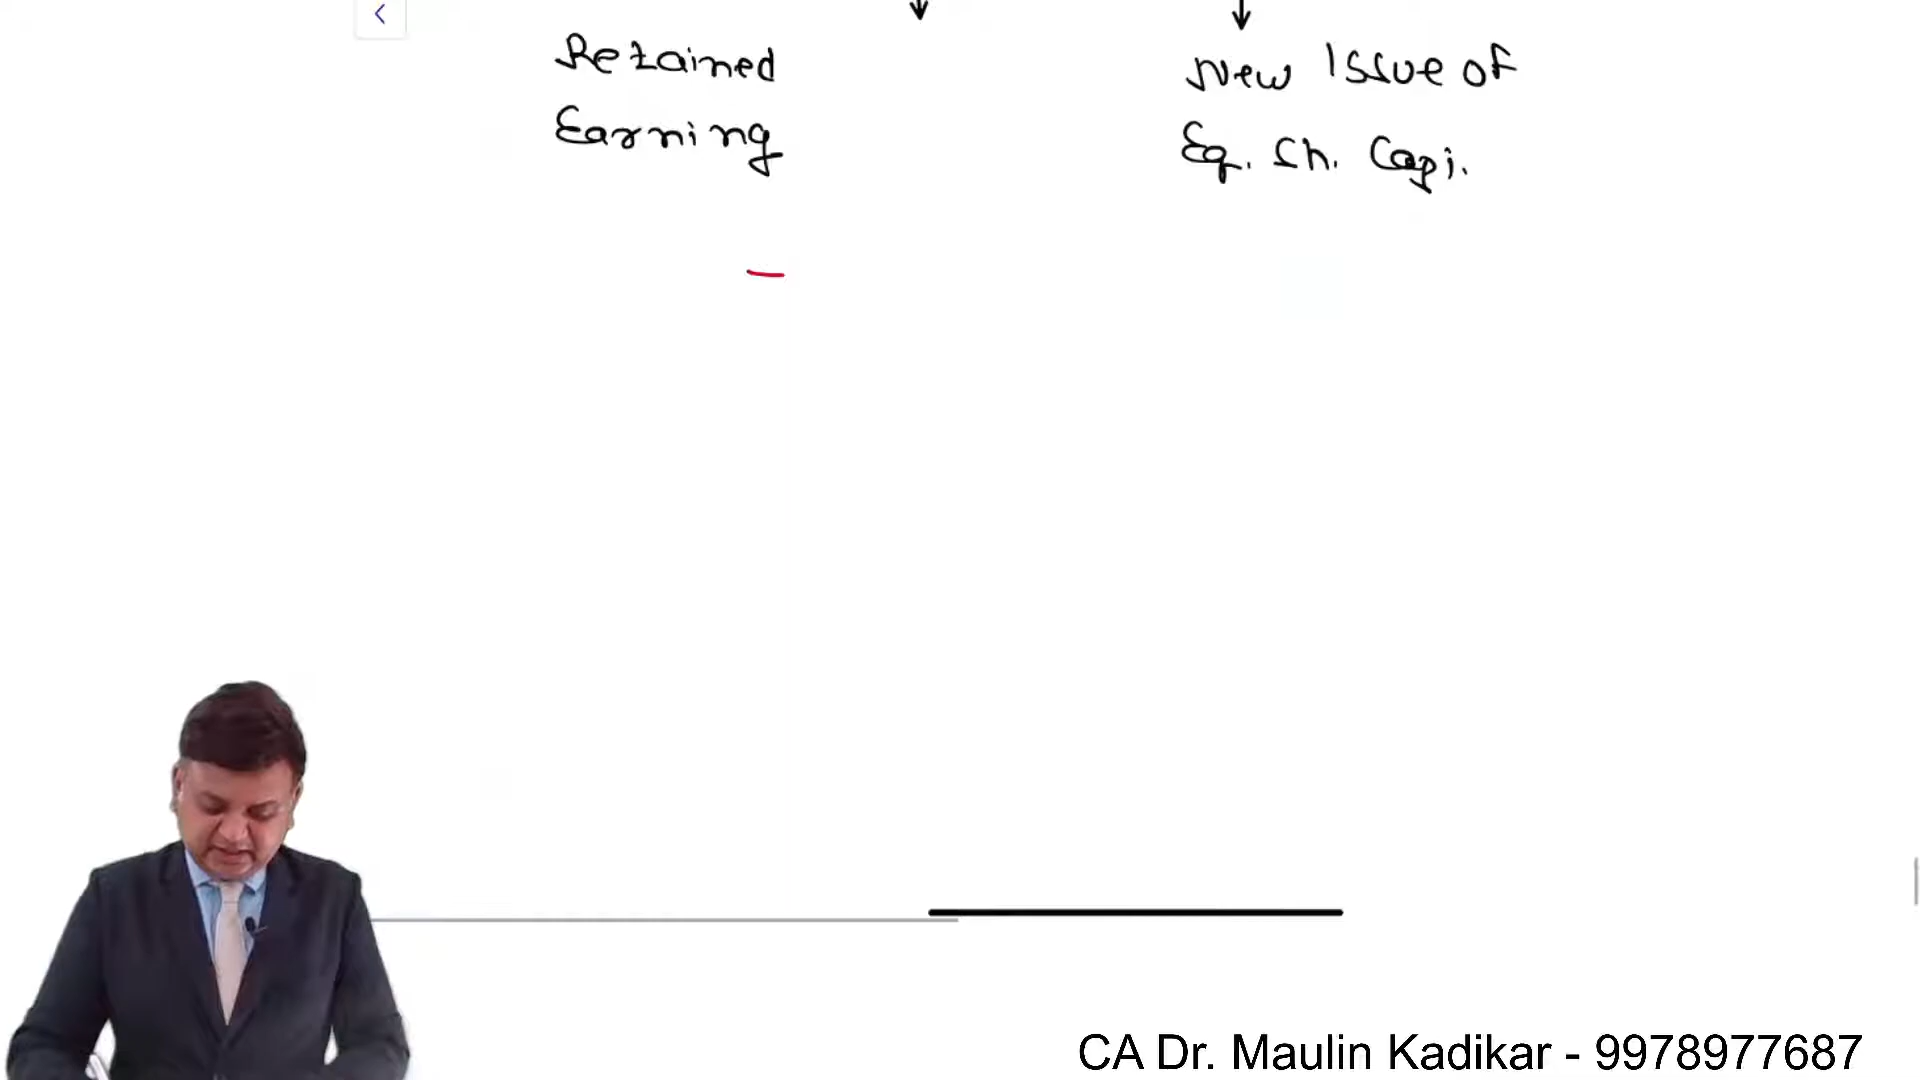 Retained
Earning
New Issue of
Eq. Sh. Capi.
CA Dr. Maulin Kadikar - 9978977687